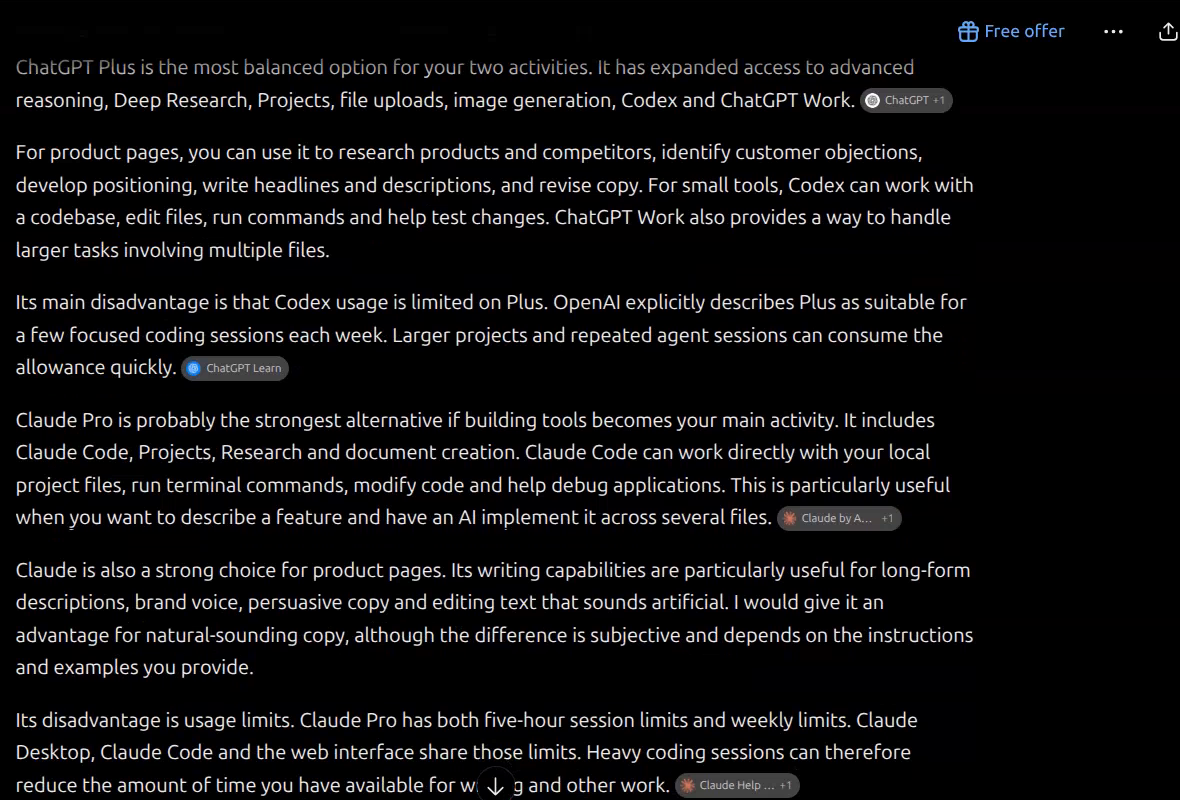 Free offer
ChatGPT Plus is the most balanced option for your two activities. It has expanded access to advanced
reasoning, Deep Research, Projects, file uploads, image generation, Codex and ChatGPT Work. ChatGPT +1
For product pages, you can use it to research products and competitors, identify customer objections,
develop positioning, write headlines and descriptions, and revise copy. For small tools, Codex can work with
a codebase, edit files, run commands and help test changes. ChatGPT Work also provides a way to handle
larger tasks involving multiple files.
Its main disadvantage is that Codex usage is limited on Plus. OpenAI explicitly describes Plus as suitable for
a few focused coding sessions each week. Larger projects and repeated agent sessions can consume the
allowance quickly. ChatGPT Learn
Claude Pro is probably the strongest alternative if building tools becomes your main activity. It includes
Claude Code, Projects, Research and document creation. Claude Code can work directly with your local
project files, run terminal commands, modify code and help debug applications. This is particularly useful
when you want to describe a feature and have an AI implement it across several files. Claude by A... +1
Claude is also a strong choice for product pages. Its writing capabilities are particularly useful for long-form
descriptions, brand voice, persuasive copy and editing text that sounds artificial. I would give it an
advantage for natural-sounding copy, although the difference is subjective and depends on the instructions
and examples you provide.
Its disadvantage is usage limits. Claude Pro has both five-hour session limits and weekly limits. Claude
Desktop, Claude Code and the web interface share those limits. Heavy coding sessions can therefore
reduce the amount of time you have available for and other work. Claude Help ... +1